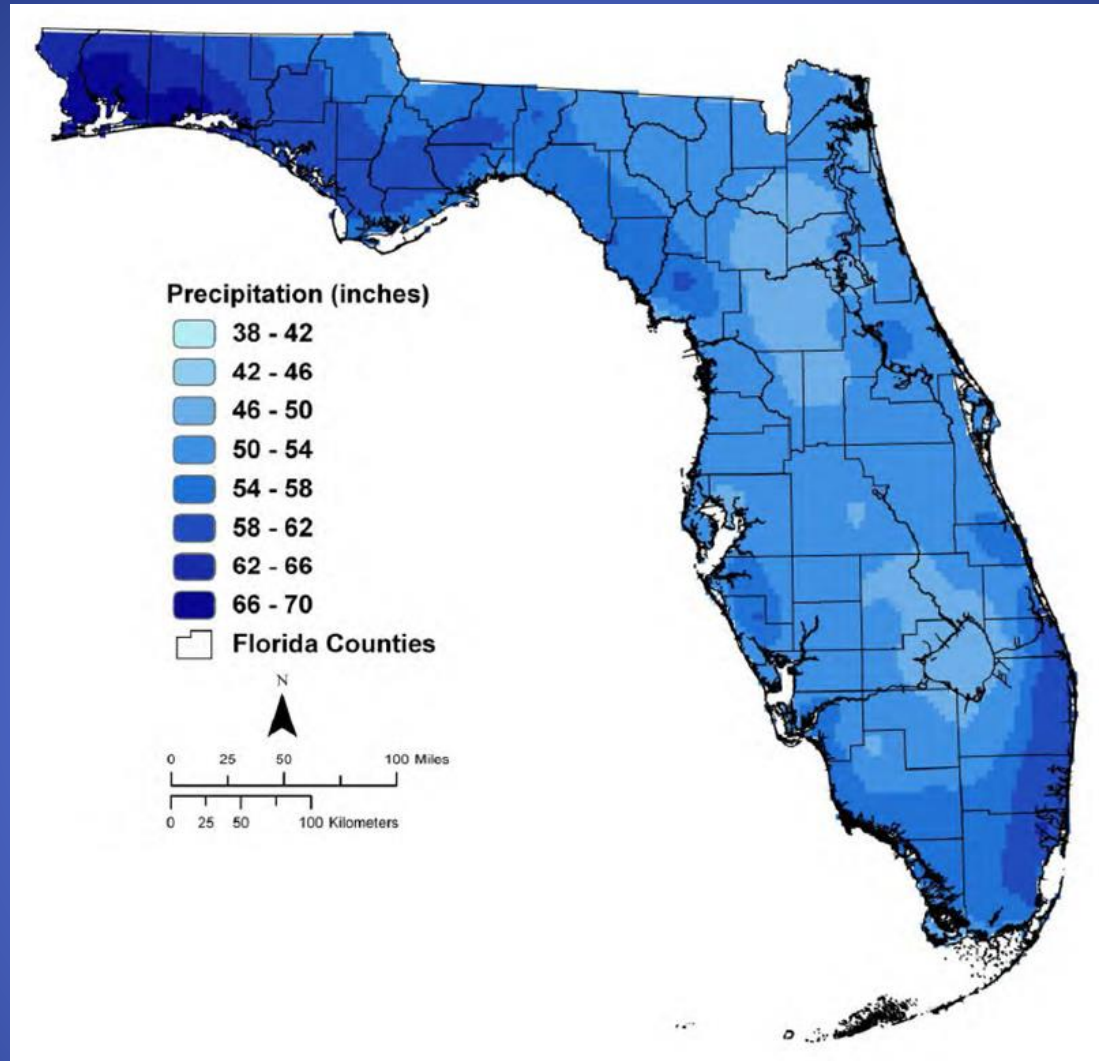 Precipitation (inches)
38 - 42
42 - 46
46 - 50
50 - 54
54 - 58
58 - 62
62 - 66
66 - 70
Florida Counties
N
0 25 50 100 Miles
0 25 50 100 Kilometers